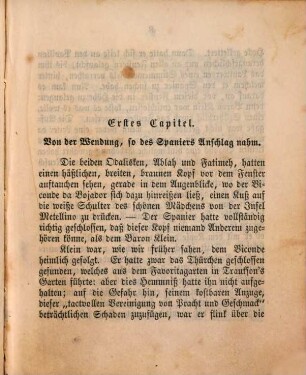 Erstes Capitel.
Von der Wendung, so des Spaniers Anschlag nahm.
Die beiden Odalisken, Ablah und Fatimeh, hatten
einen häßlichen, breiten, braunen Kopf vor dem Fenster
auftauchen sehen, gerade in dem Augenblicke, wo der Vi-
conde da Bojador sich dazu hinreißen ließ, einen Kuß auf
die weiße Schulter des schönen Mädchens von der Insel
Metellino zu drücken. — Der Spanier hatte vollständig
richtig geschlossen, daß dieser Kopf niemand Anderem zuge-
hören könne, als dem Baron Klein.
Klein war, wie wir früher sahen, dem Viconde
heimlich gefolgt. Er hatte zwar das Thürchen geschlossen
gefunden, welches aus dem Favoritagarten in Trauffon's
Garten führte: aber dies Hemmniß hatte ihn nicht aufge-
halten; auf die Gefahr hin, seinem kostbaren Anzuge,
dieser „tactvollen Vereinigung von Pracht und Geschmack“
beträchtlichen Schaden zuzufügen, war er flink über die